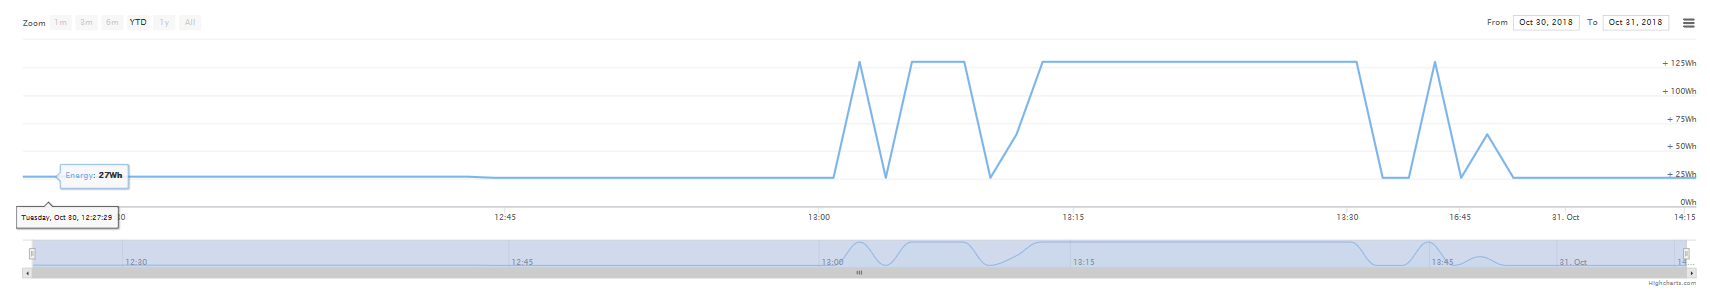 Zoom 1m 3m 6m YTD 1y All From Oct 30, 2018 To Oct 31, 2018
+ 125Wh
+ 100Wh
+ 75Wh
+ 50Wh
Energy: 27Wh
+ 25Wh
0Wh
Tuesday, Oct 30, 12:27:29
12:45 13:00 13:15 13:30 16:45 31. Oct 14:15
12:30 12:45 13:00 13:15 13:45 31. Oct 14…
Highcharts.com